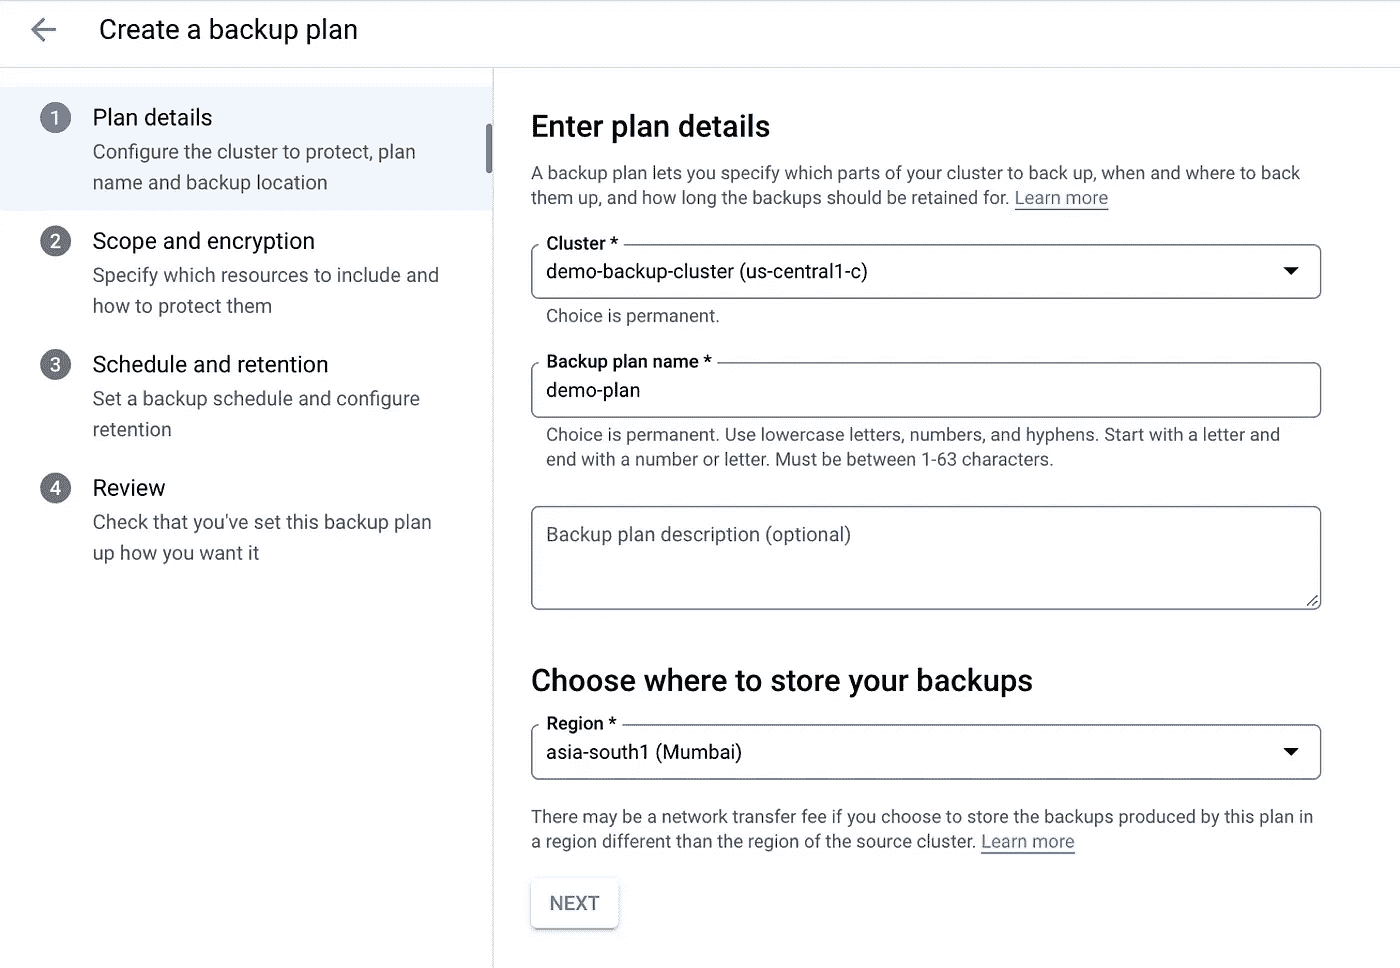 Create a backup plan
1
Plan details
Configure the cluster to protect, plan
name and backup location
2
Scope and encryption
Specify which resources to include and
how to protect them
3
Schedule and retention
Set a backup schedule and configure
retention
4
Review
Check that you've set this backup plan
up how you want it
Enter plan details
A backup plan lets you specify which parts of your cluster to back up, when and where to back
them up, and how long the backups should be retained for. Learn more
Cluster *
demo-backup-cluster (us-central1-c)
Choice is permanent.
Backup plan name *
demo-plan
Choice is permanent. Use lowercase letters, numbers, and hyphens. Start with a letter and
end with a number or letter. Must be between 1-63 characters.
Backup plan description (optional)
Choose where to store your backups
Region *
asia-south1 (Mumbai)
There may be a network transfer fee if you choose to store the backups produced by this plan in
a region different than the region of the source cluster. Learn more
NEXT